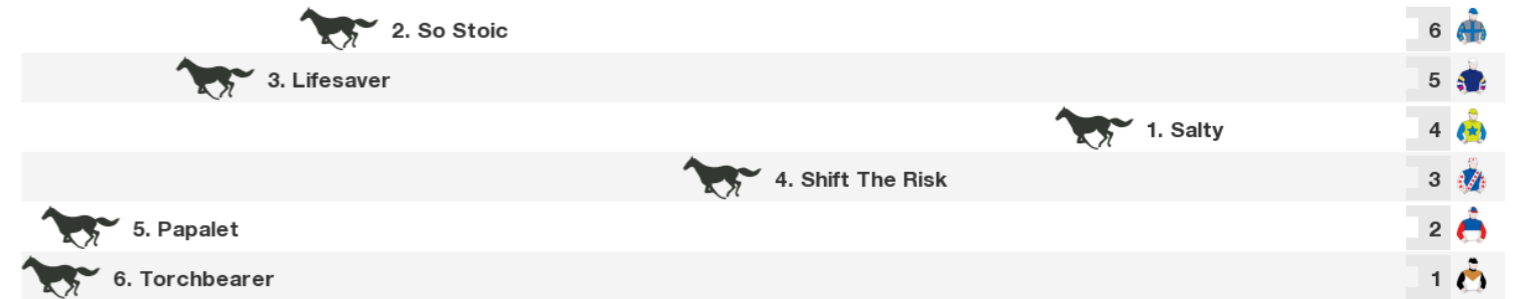 2. So Stoic 6
3. Lifesaver 5
1. Salty 4
4. Shift The Risk 3
5. Papalet 2
6. Torchbearer 1